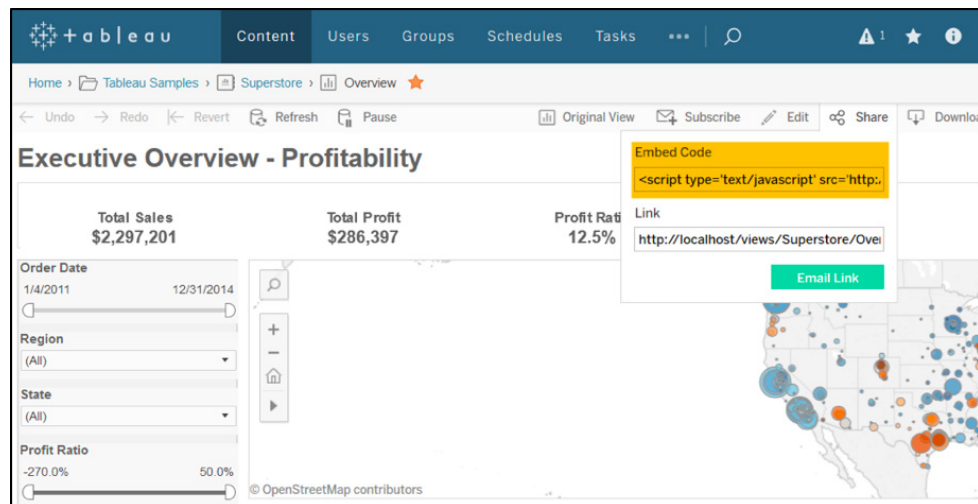 +ableau Content Users Groups Schedules Tasks 1
Home › Tableau Samples › Superstore › Overview
Undo Redo Revert Refresh Pause Original View Subscribe Edit Share
Executive Overview - Profitability
Embed Code
<script type='text/javascript' src='http:
Link
http://localhost/views/Superstore/Over
Email Link
Total Sales Total Profit
$2,297,201 $286,397 12.5%
Order Date
1/4/2011 12/31/2014
Region
(All)
State
(All)
Profit Ratio
-270.0% 50.0%
© OpenStreetMap contributors